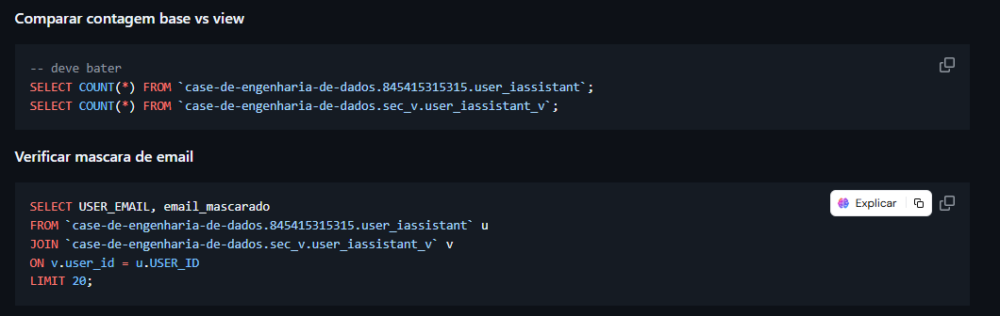 Comparar contagem base vs view
-- deve bater
SELECT COUNT(*) FROM `case-de-engenharia-de-dados.845415315315.user_iassistant`;
SELECT COUNT(*) FROM `case-de-engenharia-de-dados.sec_v.user_iassistant_v`;
Verificar mascara de email
SELECT USER_EMAIL, email_mascarado
Explicar
FROM `case-de-engenharia-de-dados.845415315315.user_iassistant` u
JOIN `case-de-engenharia-de-dados.sec_v.user_iassistant_v` v
ON v.user_id = u.USER_ID
LIMIT 20;